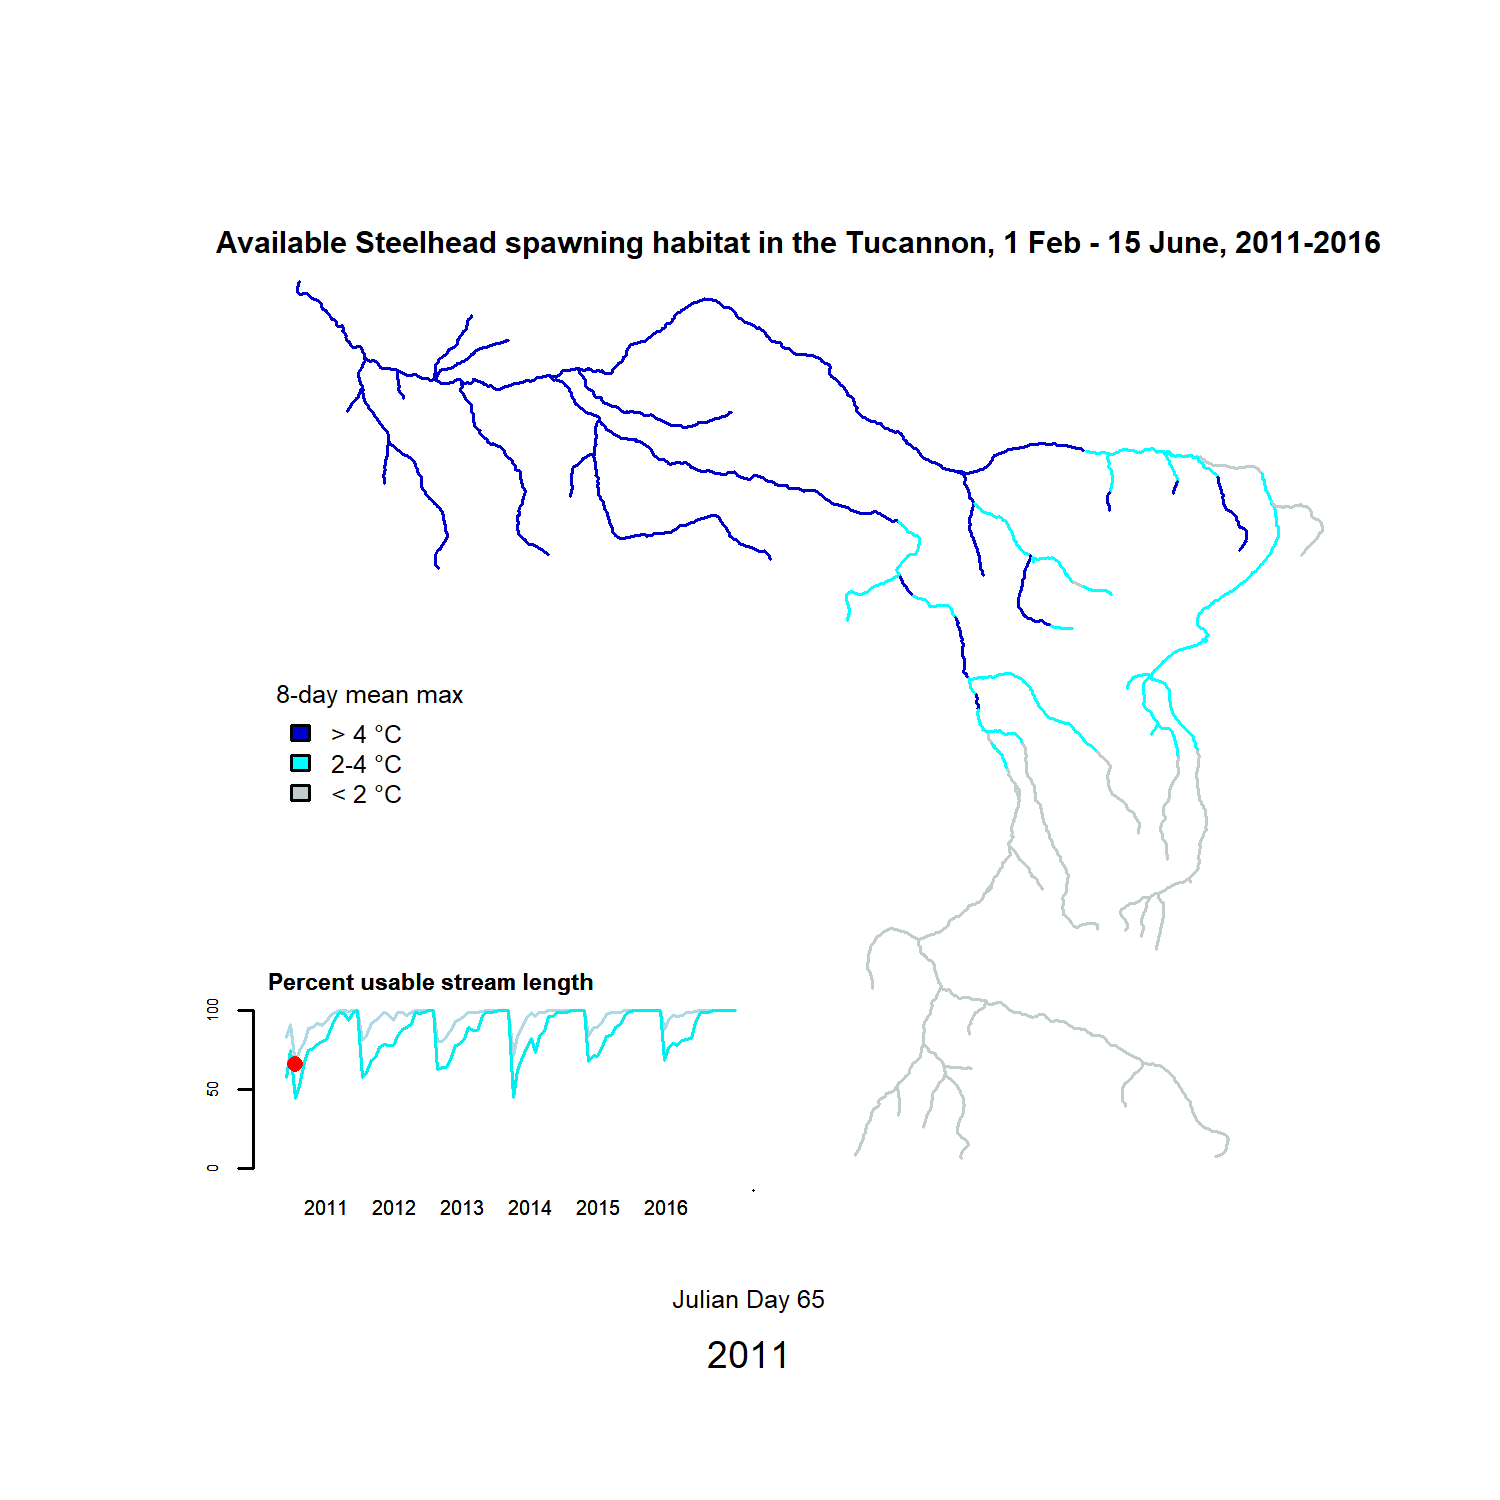 Available Steelhead spawning habitat in the Tucannon, 1 Feb - 15 June, 2011-2016
8-day mean max
> 4 °C
2-4 °C
< 2 °C
Percent usable stream length
100
50
0
2011 2012 2013 2014 2015 2016
Julian Day 65
2011